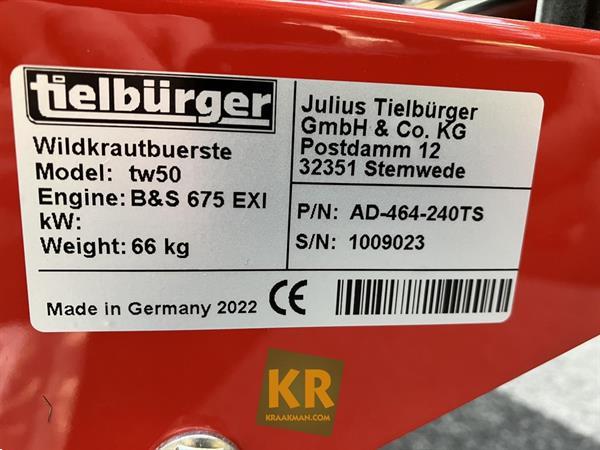 tielbürger
Wildkrautbuerste
Model: tw50
Engine: B&S 675 EXI
kW:
Weight: 66 kg
Julius Tielbürger
GmbH & Co. KG
Postdamm 12
32351 Stemwede
P/N: AD-464-240TS
S/N: 1009023
Made in Germany 2022 CE
KR
KRAAKMAN.COM